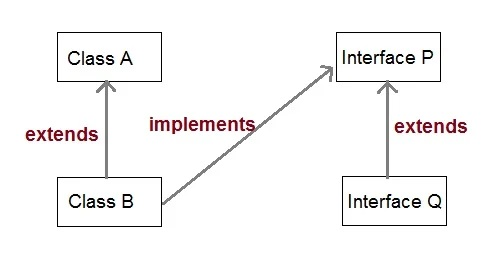 Class A
Interface P
extends
implements
extends
Class B
Interface Q